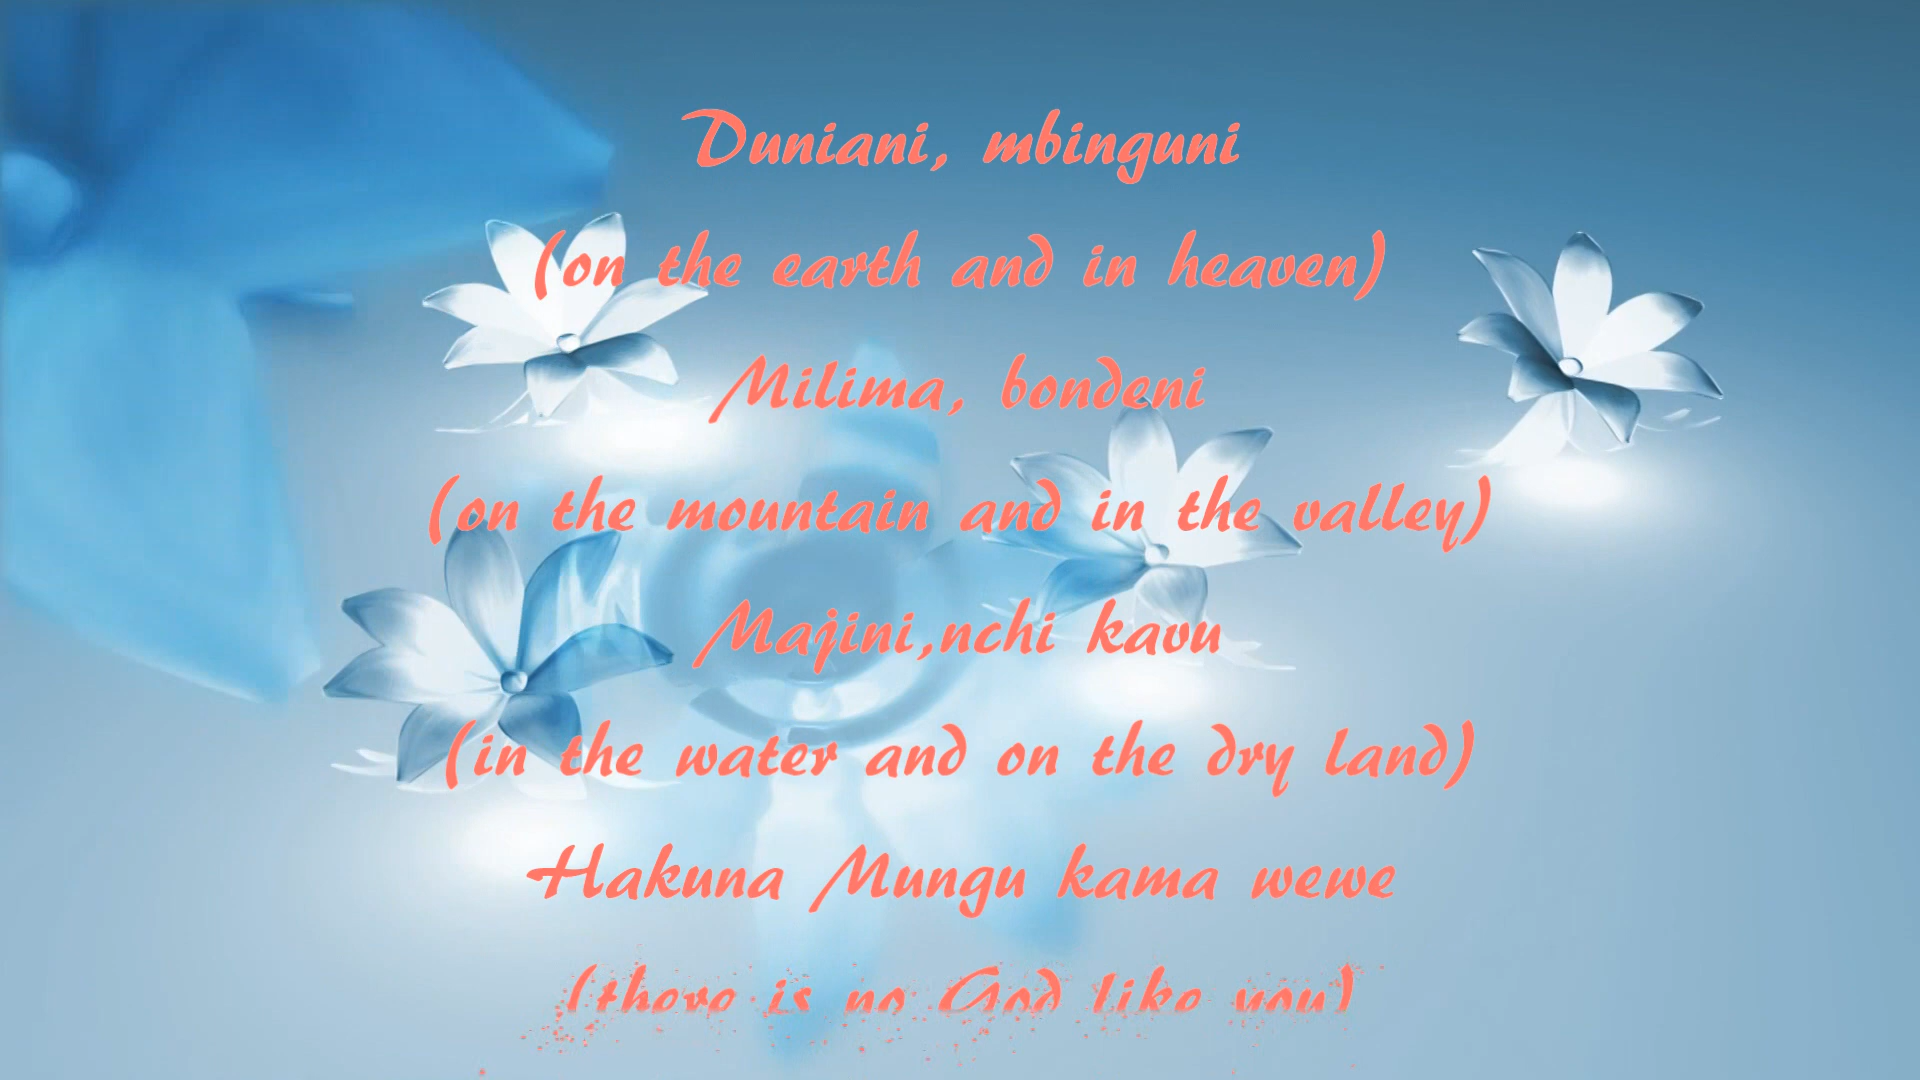 Duniani, mbinguni
(on the earth and in heaven)
Milima, bondeni
(on the mountain and in the valley)
Majini,nchi kavu
(in the water and on the dry land)
Hakuna Mungu kama wewe
(there is no God like you)